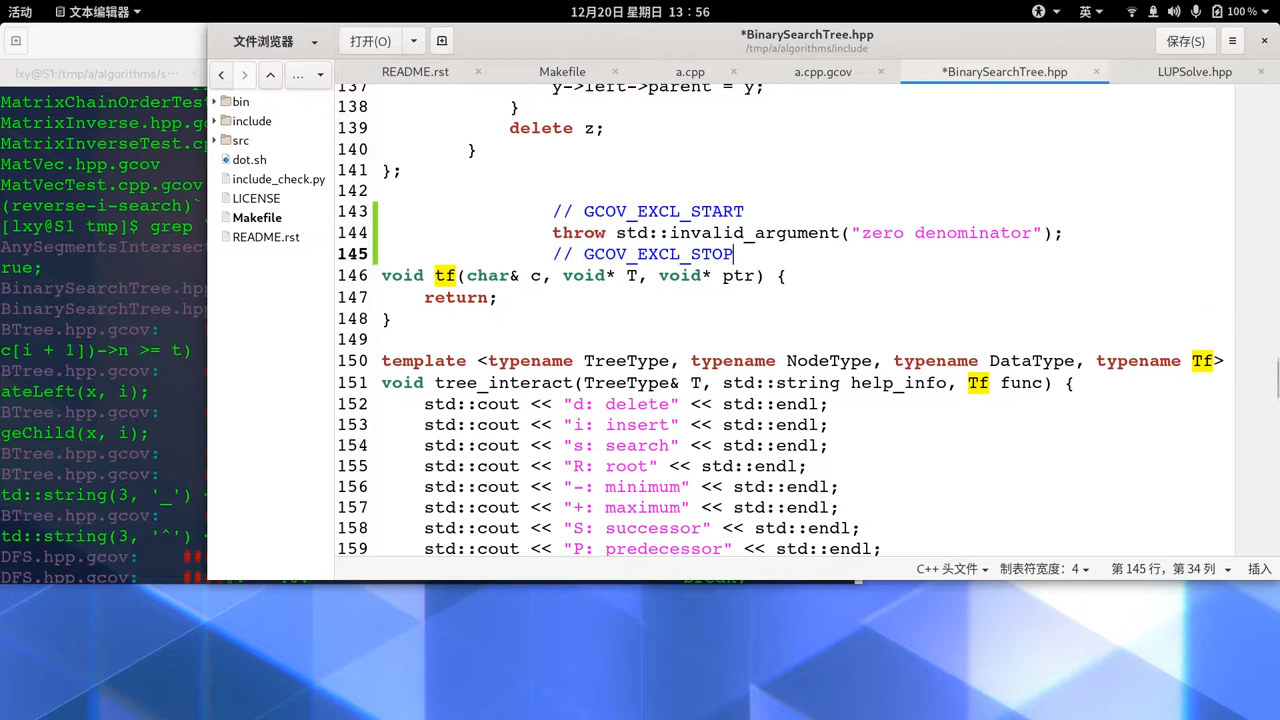 活动 文本编辑器 12月20日 星期日 13∶56 英 100 %
文件浏览器 打开(O) *BinarySearchTree.hpp 保存(S)
/tmp/a/algorithms/include
lxy@S1:/tmp/a/algorithms/s…
README.rst Makefile a.cpp a.cpp.gcov *BinarySearchTree.hpp LUPSolve.hpp
MatrixChainOrderTest
MatrixInverse.hpp.gcov
MatrixInverseTest.cp
MatVec.hpp.gcov
MatVecTest.cpp.gcov
(reverse-i-search)`
[lxy@S1 tmp]$ grep
AnySegmentsIntersect
rue;
BinarySearchTree.hpp
BinarySearchTree.hpp
BTree.hpp.gcov:
c[i + 1])->n >= t)
BTree.hpp.gcov:
ateLeft(x, i);
BTree.hpp.gcov:
geChild(x, i);
BTree.hpp.gcov:
BTree.hpp.gcov:
td::string(3, '_')
BTree.hpp.gcov:
td::string(3, '^')
DFS.hpp.gcov: ##
DFS.hpp.gcov:
break;
bin
include
src
dot.sh
include_check.py
LICENSE
Makefile
README.rst
137 y->left->parent = y;
138 }
139 delete z;
140 }
141 };
142
143 // GCOV_EXCL_START
144 throw std::invalid_argument("zero denominator");
145 // GCOV_EXCL_STOP
146 void tf(char& c, void* T, void* ptr) {
147 return;
148 }
149
150 template <typename TreeType, typename NodeType, typename DataType, typename Tf>
151 void tree_interact(TreeType& T, std::string help_info, Tf func) {
152 std::cout << "d: delete" << std::endl;
153 std::cout << "i: insert" << std::endl;
154 std::cout << "s: search" << std::endl;
155 std::cout << "R: root" << std::endl;
156 std::cout << "-: minimum" << std::endl;
157 std::cout << "+: maximum" << std::endl;
158 std::cout << "S: successor" << std::endl;
159 std::cout << "P: predecessor" << std::endl;
C++ 头文件 制表符宽度：4 第 145 行，第 34 列 插入